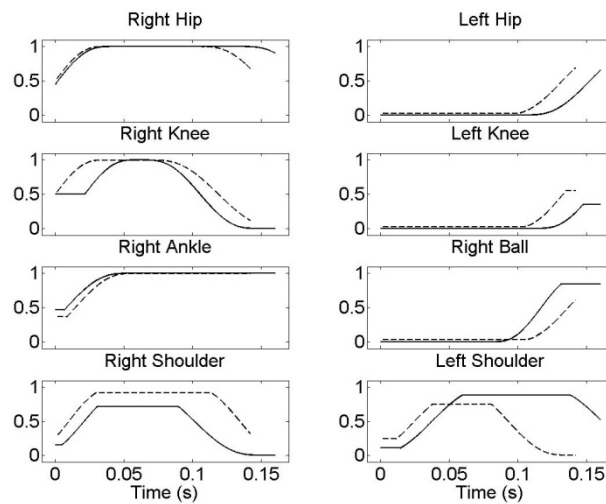 Right Hip
1
0.5
0
Left Hip
1
0.5
0
Right Knee
1
0.5
0
Left Knee
1
0.5
0
Right Ankle
1
0.5
0
Right Ball
1
0.5
0
Right Shoulder
1
0.5
0
0 0.05 0.1 0.15
Time (s)
Left Shoulder
1
0.5
0
0 0.05 0.1 0.15
Time (s)